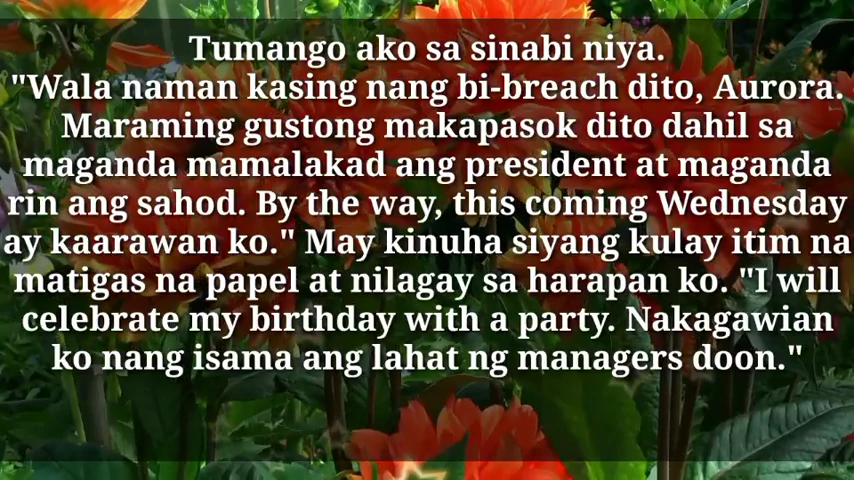 Tumango ako sa sinabi niya.
"Wala naman kasing nang bi-breach dito, Aurora.
Maraming gustong makapasok dito dahil sa
maganda mamalakad ang president at maganda
rin ang sahod. By the way, this coming Wednesday
ay kaarawan ko." May kinuha siyang kulay itim na
matigas na papel at nilagay sa harapan ko. "I will
celebrate my birthday with a party. Nakagawian
ko nang isama ang lahat ng managers doon."